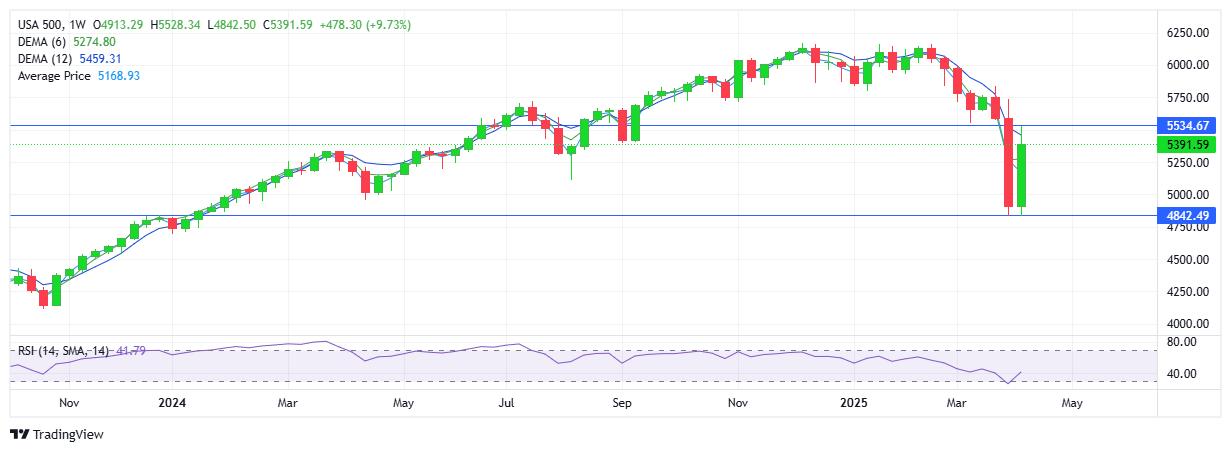 USA 500, 1W O4913.29 H5528.34 L4842.50 C5391.59 +478.30 (+9.73%)
DEMA (6) 5274.80
DEMA (12) 5459.31
Average Price 5168.93
6250.00
6000.00
5750.00
5534.67
5391.59
5250.00
5000.00
4842.49
4750.00
4500.00
4250.00
4000.00
RSI (14, SMA, 14) 41.79
80.00
40.00
Nov 2024 Mar May Jul Sep Nov 2025 Mar May
TradingView